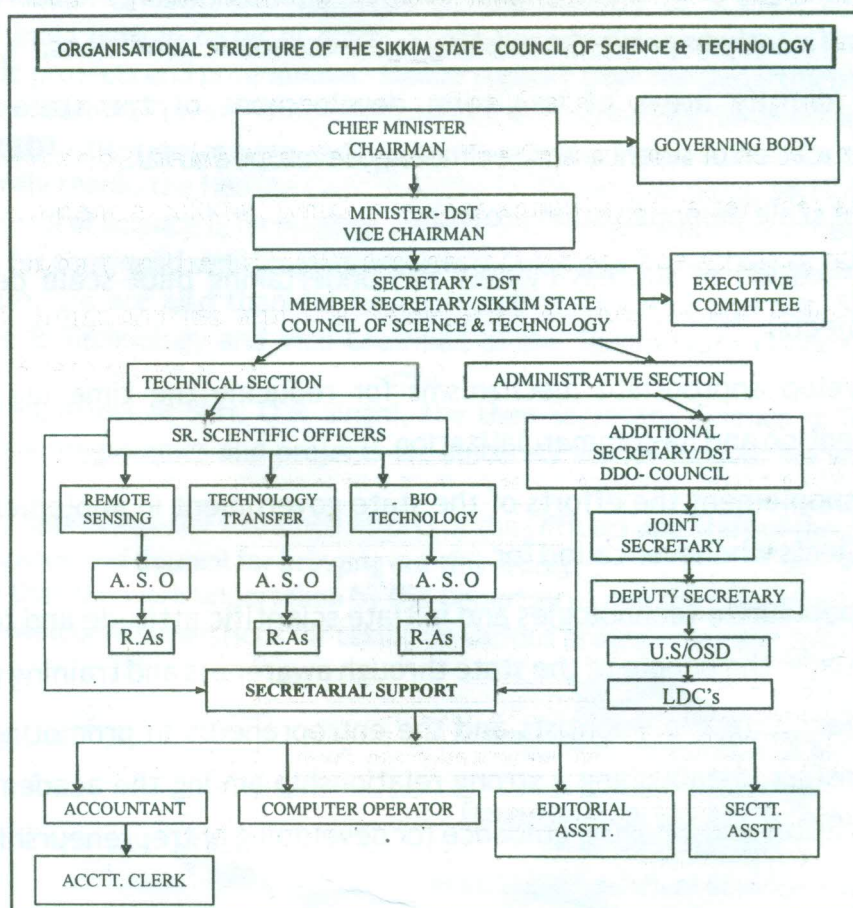 ORGANISATIONAL STRUCTURE OF THE SIKKIM STATE COUNCIL OF SCIENCE & TECHNOLOGY
CHIEF MINISTER
CHAIRMAN
GOVERNING BODY
MINISTER- DST
VICE CHAIRMAN
SECRETARY - DST
MEMBER SECRETARY/SIKKIM STATE
COUNCIL OF SCIENCE & TECHNOLOGY
EXECUTIVE
COMMITTEE
TECHNICAL SECTION
ADMINISTRATIVE SECTION
SR. SCIENTIFIC OFFICERS
ADDITIONAL
SECRETARY/DST
DDO- COUNCIL
REMOTE
SENSING
TECHNOLOGY
TRANSFER
BIO
TECHNOLOGY
JOINT
SECRETARY
A. S. O
A. S. O
A. S. O
DEPUTY SECRETARY
R.As
R.As
R.As
U.S/OSD
SECRETARIAL SUPPORT
LDC's
ACCOUNTANT
COMPUTER OPERATOR
EDITORIAL
ASSTT.
SECTT.
ASSTT
ACCTT. CLERK